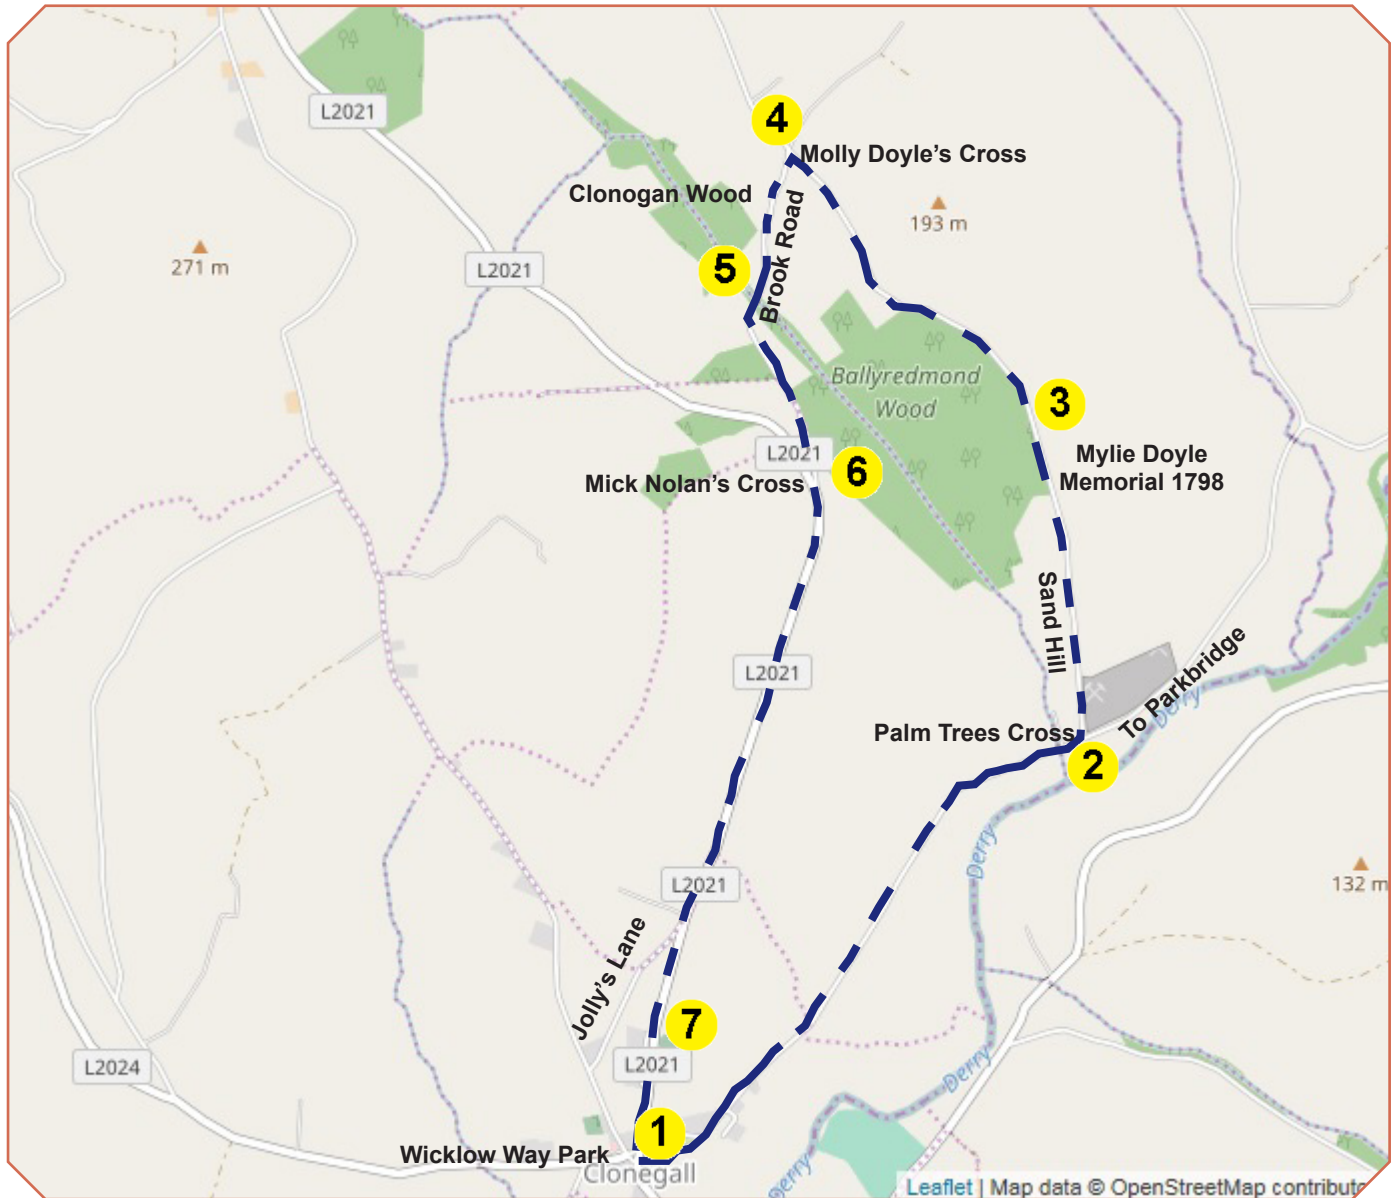 L2021
4
Molly Doyle's Cross
Clonogan Wood
193 m
Brook Road
271 m
L2021
5
Ballyredmond
Wood
3
L2021
Mylie Doyle
Memorial 1798
6
Mick Nolan's Cross
Sand Hill
L2021
To Parkbridge
Derry
Palm Trees Cross
2
Derry
L2021
132 m
Jolly's Lane
7
L2021
L2024
Derry
1
Wicklow Way Park
Clonegall
Derry
Leaflet | Map data © OpenStreetMap contributo